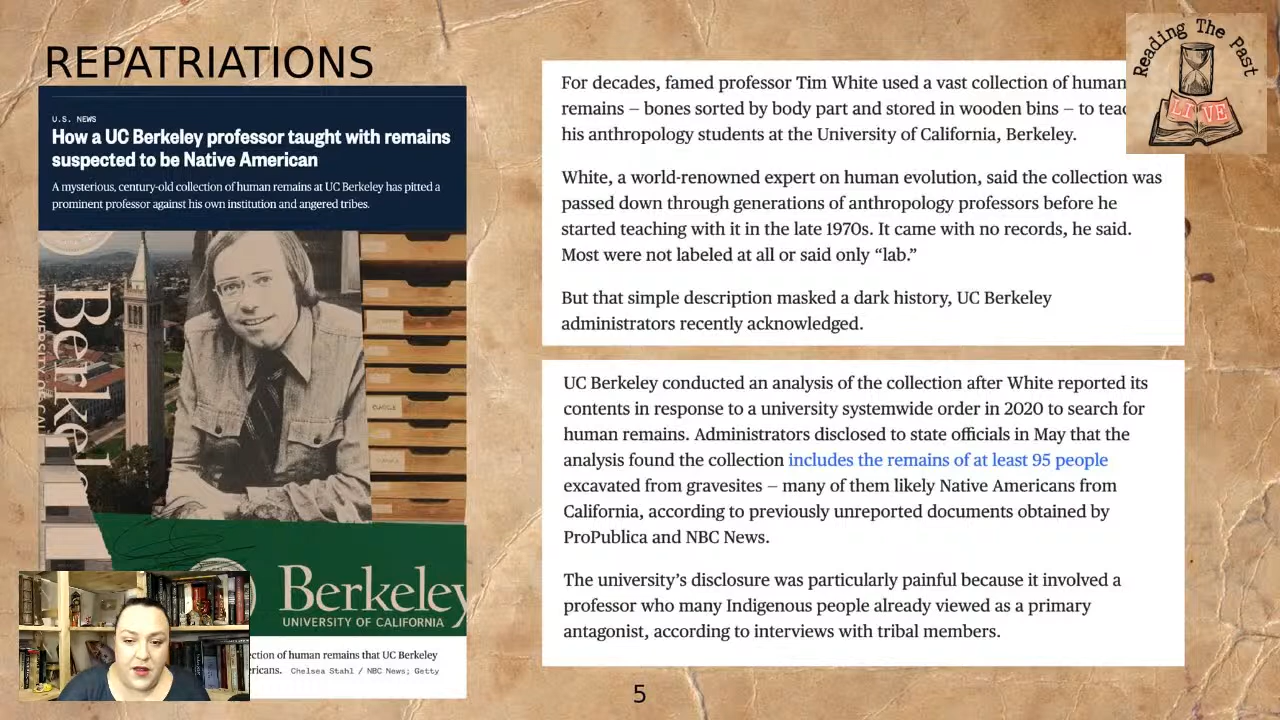 REPATRIATIONS
U.S. NEWS
How a UC Berkeley professor taught with remains
suspected to be Native American
A mysterious, century-old collection of human remains at UC Berkeley has pitted a
prominent professor against his own institution and angered tribes.
Berkeley
UNIVERSITY OF CAL
Berkeley
UNIVERSITY OF CALIFORNIA
ction of human remains that UC Berkeley
ricans. Chelsea Stahl / NBC News; Getty
For decades, famed professor Tim White used a vast collection of human
remains – bones sorted by body part and stored in wooden bins – to teac
his anthropology students at the University of California, Berkeley.
White, a world-renowned expert on human evolution, said the collection was
passed down through generations of anthropology professors before he
started teaching with it in the late 1970s. It came with no records, he said.
Most were not labeled at all or said only “lab.”
But that simple description masked a dark history, UC Berkeley
administrators recently acknowledged.
UC Berkeley conducted an analysis of the collection after White reported its
contents in response to a university systemwide order in 2020 to search for
human remains. Administrators disclosed to state officials in May that the
analysis found the collection includes the remains of at least 95 people
excavated from gravesites – many of them likely Native Americans from
California, according to previously unreported documents obtained by
ProPublica and NBC News.
The university’s disclosure was particularly painful because it involved a
professor who many Indigenous people already viewed as a primary
antagonist, according to interviews with tribal members.
Reading The Past
LIVE
5